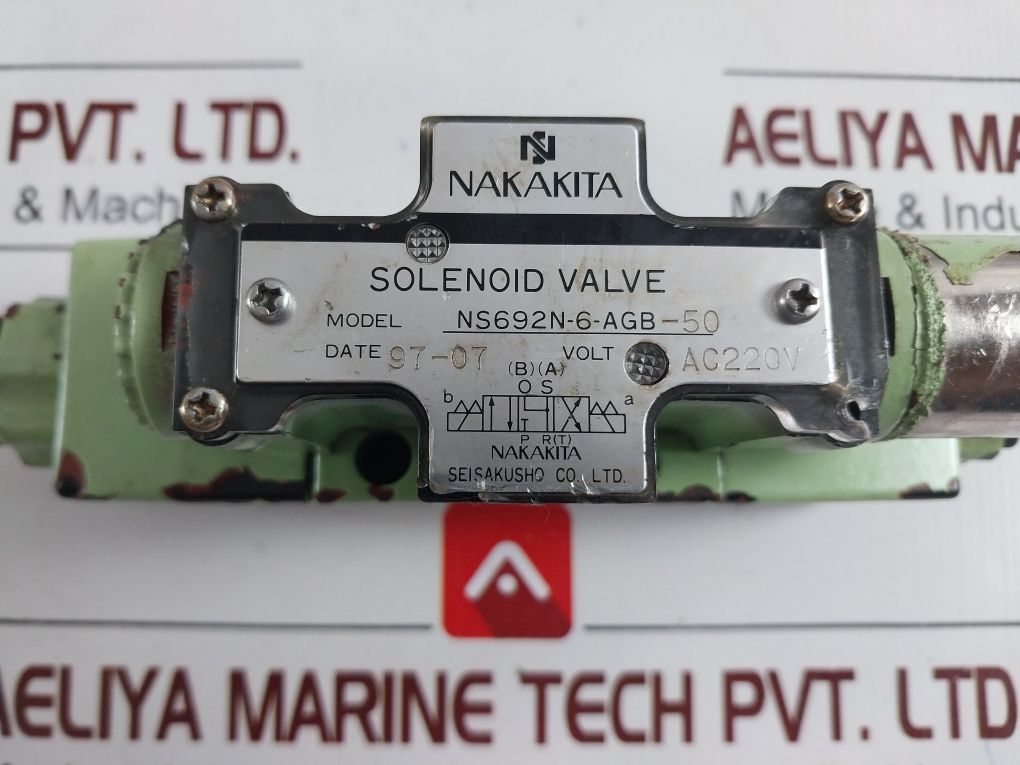 PVT. LTD.
& Mach
AELIYA MA
& Indu
NAKAKITA
SOLENOID VALVE
MODEL NS692N-6-AGB-50
DATE 97-07 VOLT AC220V
(B)(A)
O S
b a
P R(T)
NAKAKITA
SEISAKUSHO CO. LTD.
AELIYA MARINE TECH PVT. LTD